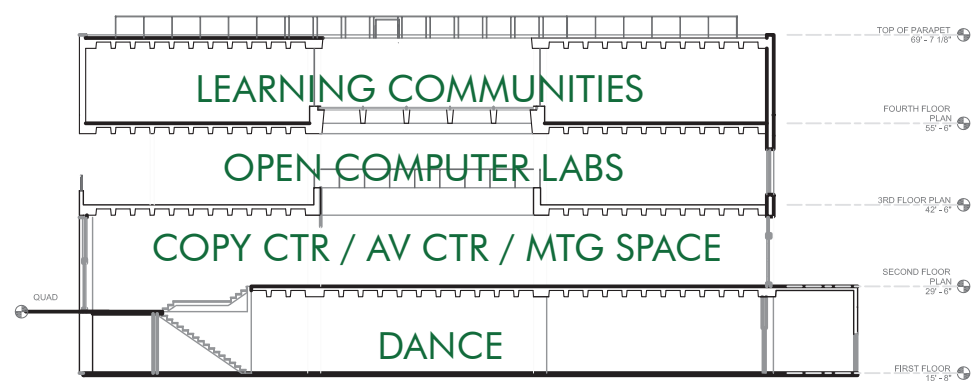 TOP OF PARAPET
69' - 7 1/8"
LEARNING COMMUNITIES
FOURTH FLOOR
PLAN
55' - 6"
OPEN COMPUTER LABS
3RD FLOOR PLAN
42' - 6"
COPY CTR / AV CTR / MTG SPACE
SECOND FLOOR
PLAN
29' - 6"
QUAD
DANCE
FIRST FLOOR
15' - 8"